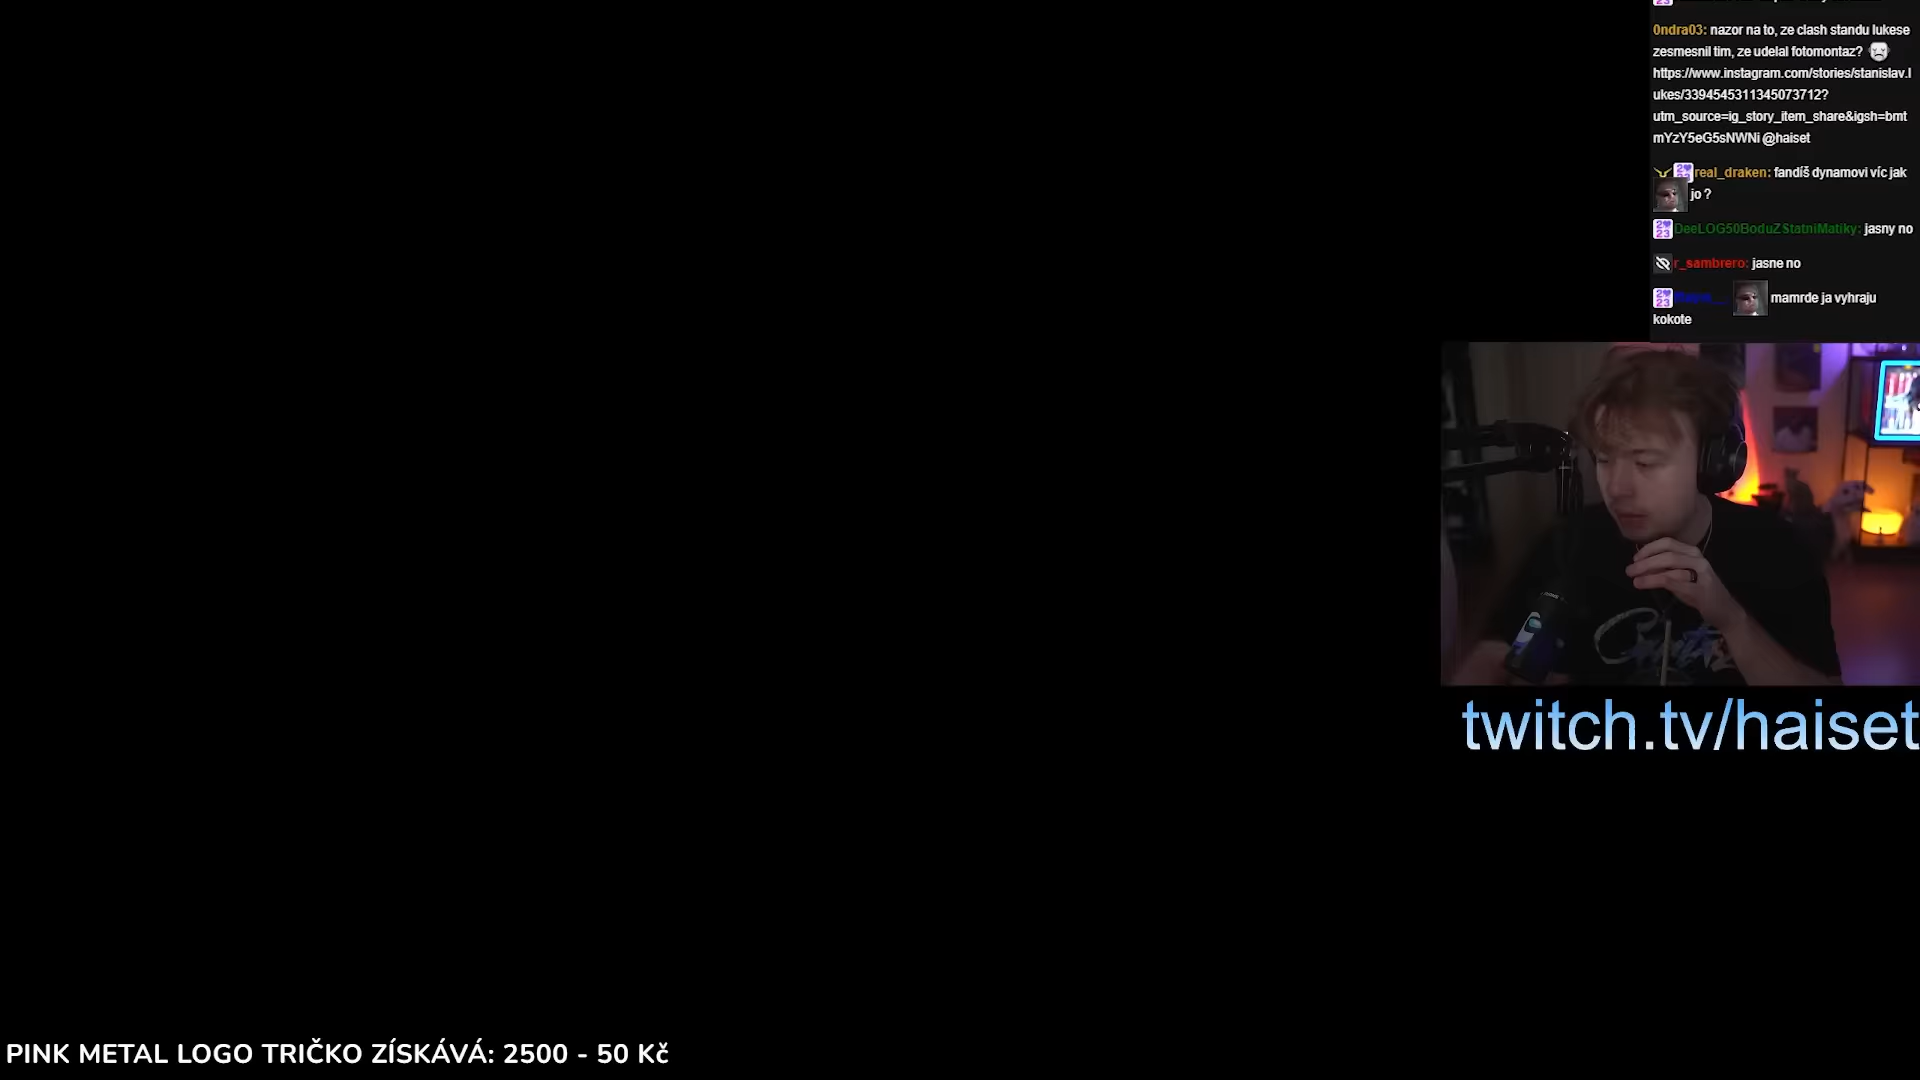 0ndra03: nazor na to, ze clash standu lukese
zesmesnil tim, ze udelal fotomontaz?
https://www.instagram.com/stories/stanislav.l
ukes/3394545311345073712?
utm_source=ig_story_item_share&igsh=bmt
mYzY5eG5sNWNi @haiset
real_draken: fandíš dynamovi víc jak
jo ?
DeeLOG50BoduZStatniMatiky: jasny no
r_sambrero: jasne no
mamrde ja vyhraju
kokote
twitch.tv/haiset
PINK METAL LOGO TRIČKO ZÍSKÁVÁ: 2500 - 50 Kč